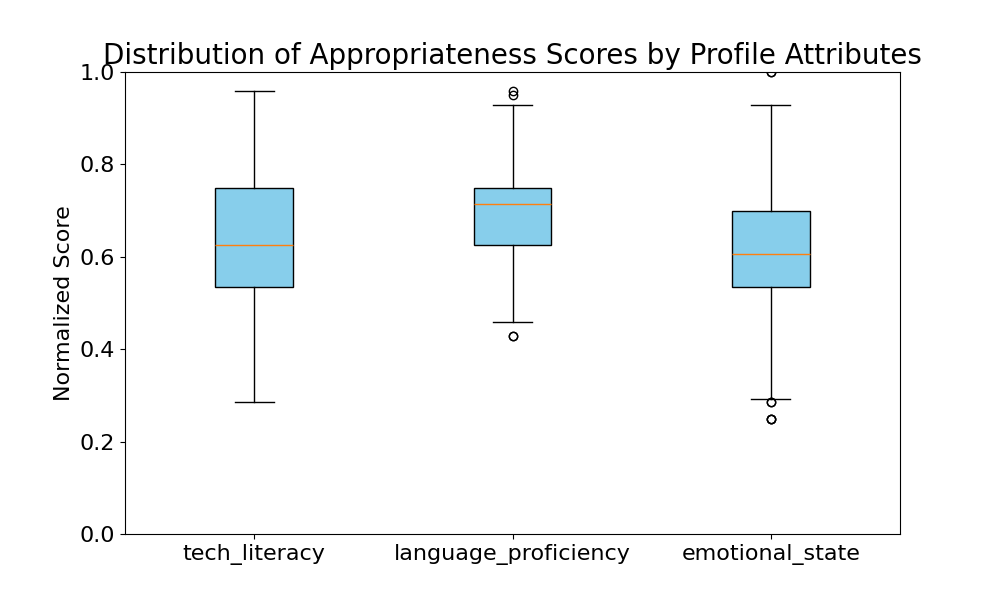 Distribution of Appropriateness Scores by Profile Attributes
1.0
0.8
0.6
0.4
0.2
0.0
Normalized Score
tech_literacy
language_proficiency
emotional_state